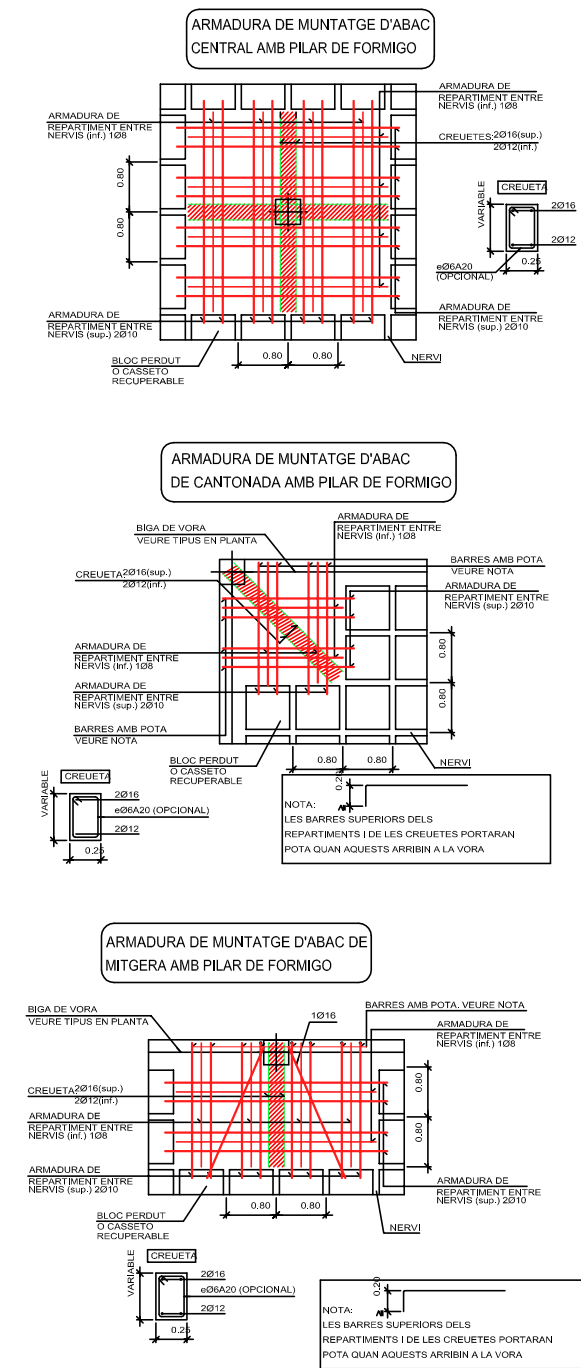 ARMADURA DE MUNTATGE D'ABAC
CENTRAL AMB PILAR DE FORMIGO
ARMADURA DE
REPARTIMENT ENTRE
NERVIS (inf.) 1Ø8
ARMADURA DE
REPARTIMENT ENTRE
NERVIS (inf.) 1Ø8
CREUETES:2Ø16(sup.)
2Ø12(inf.)
0.80
0.80
CREUETA
VARIABLE
2Ø16
2Ø12
0.25
eØ6A20
(OPCIONAL)
ARMADURA DE
REPARTIMENT ENTRE
NERVIS (sup.) 2Ø10
ARMADURA DE
REPARTIMENT ENTRE
NERVIS (sup.) 2Ø10
BLOC PERDUT
O CASSETO
RECUPERABLE
0.80
0.80
NERVI
ARMADURA DE MUNTATGE D'ABAC
DE CANTONADA AMB PILAR DE FORMIGO
BIGA DE VORA
VEURE TIPUS EN PLANTA
ARMADURA DE
REPARTIMENT ENTRE
NERVIS (inf.) 1Ø8
BARRES AMB POTA
VEURE NOTA
CREUETA:2Ø16(sup.)
2Ø12(inf.)
ARMADURA DE
REPARTIMENT ENTRE
NERVIS (sup.) 2Ø10
ARMADURA DE
REPARTIMENT ENTRE
NERVIS (inf.) 1Ø8
0.80
0.80
ARMADURA DE
REPARTIMENT ENTRE
NERVIS (sup.) 2Ø10
BARRES AMB POTA
VEURE NOTA
BLOC PERDUT
O CASSETO
RECUPERABLE
0.80
0.80
NERVI
CREUETA
VARIABLE
2Ø16
eØ6A20 (OPCIONAL)
2Ø12
0.25
0.20
NOTA:
LES BARRES SUPERIORS DELS
REPARTIMENTS I DE LES CREUETES PORTARAN
POTA QUAN AQUESTS ARRIBIN A LA VORA
ARMADURA DE MUNTATGE D'ABAC DE
MITGERA AMB PILAR DE FORMIGO
BIGA DE VORA
VEURE TIPUS EN PLANTA
1Ø16
BARRES AMB POTA. VEURE NOTA
ARMADURA DE
REPARTIMENT ENTRE
NERVIS (inf.) 1Ø8
CREUETA:2Ø16(sup.)
2Ø12(inf.)
0.80
0.80
ARMADURA DE
REPARTIMENT ENTRE
NERVIS (inf.) 1Ø8
ARMADURA DE
REPARTIMENT ENTRE
NERVIS (sup.) 2Ø10
ARMADURA DE
REPARTIMENT ENTRE
NERVIS (sup.) 2Ø10
BLOC PERDUT
O CASSETO
RECUPERABLE
0.80
0.80
NERVI
CREUETA
VARIABLE
2Ø16
eØ6A20 (OPCIONAL)
2Ø12
0.25
0.20
NOTA:
LES BARRES SUPERIORS DELS
REPARTIMENTS I DE LES CREUETES PORTARAN
POTA QUAN AQUESTS ARRIBIN A LA VORA